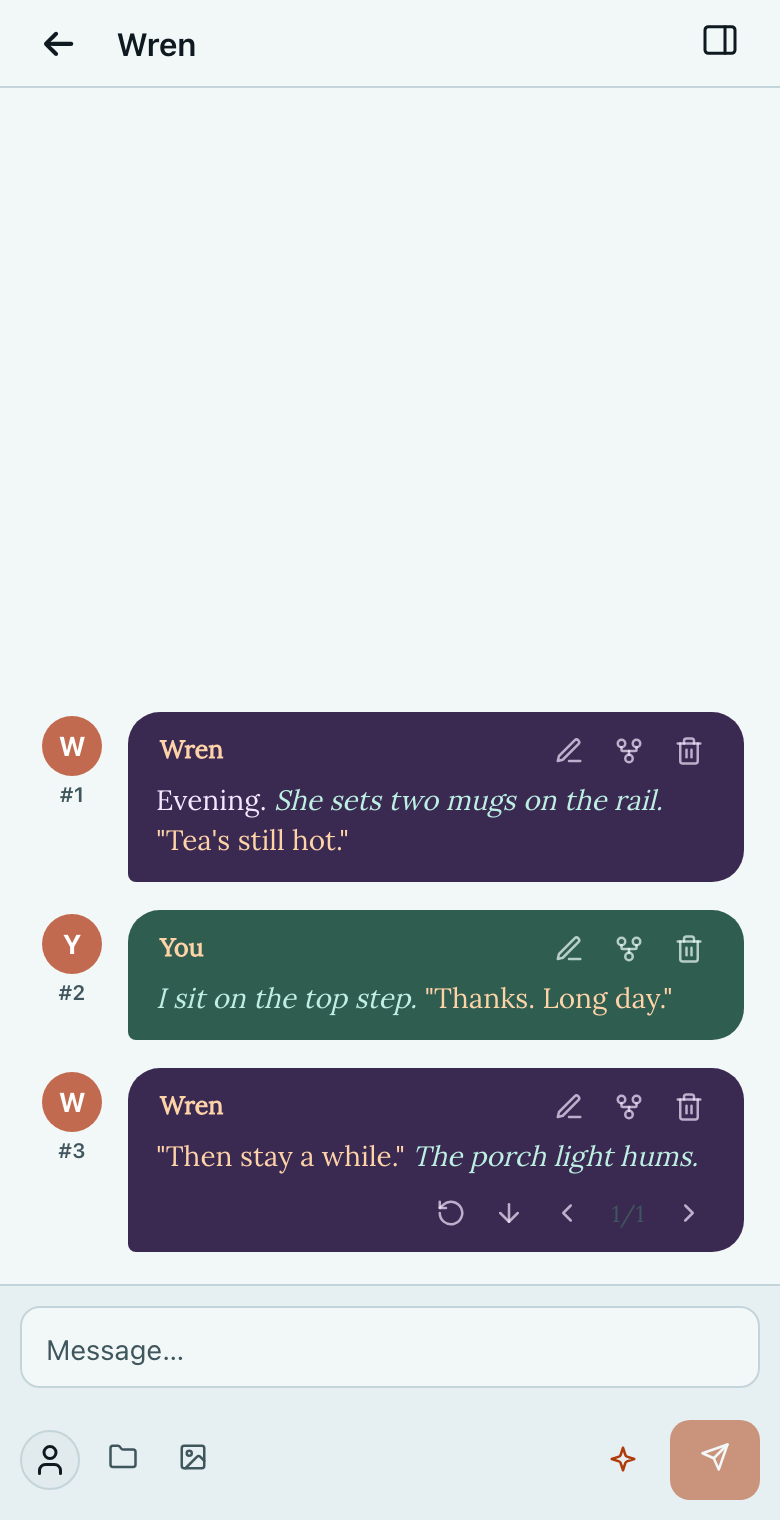 Wren
W
#1
Wren
Evening. She sets two mugs on the rail.
"Tea's still hot."
Y
#2
You
I sit on the top step. "Thanks. Long day."
W
#3
Wren
"Then stay a while." The porch light hums.
1/1
Message...